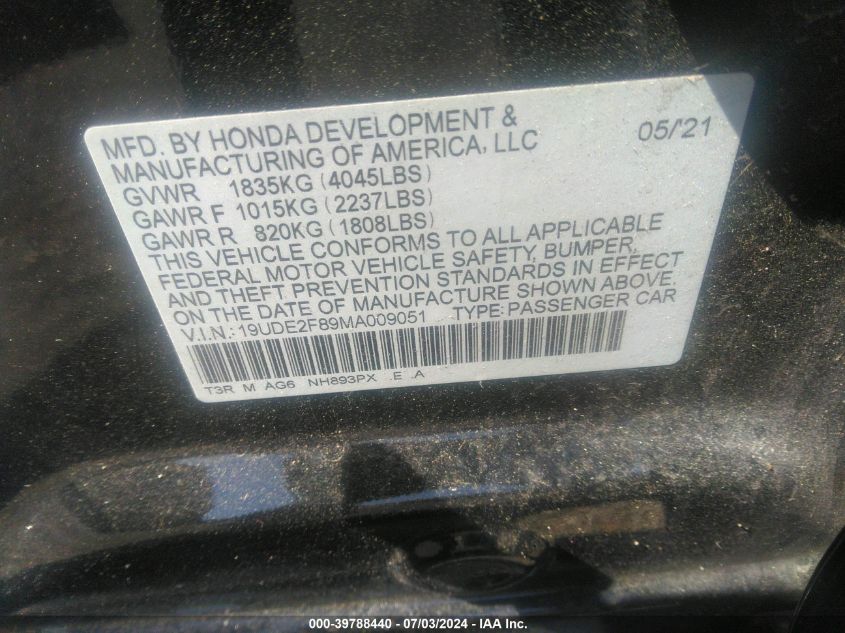 MFD. BY HONDA DEVELOPMENT & 05/'21
MANUFACTURING OF AMERICA, LLC
GVWR 1835KG (4045LBS)
GAWR F 1015KG (2237LBS)
GAWR R 820KG (1808LBS)
THIS VEHICLE CONFORMS TO ALL APPLICABLE
FEDERAL MOTOR VEHICLE SAFETY, BUMPER,
AND THEFT PREVENTION STANDARDS IN EFFECT
ON THE DATE OF MANUFACTURE SHOWN ABOVE.
V.I.N.: 19UDE2F89MA009051 TYPE: PASSENGER CAR
T3R M AG6 NH893PX .E .A
000-39788440 - 07/03/2024 - IAA Inc.